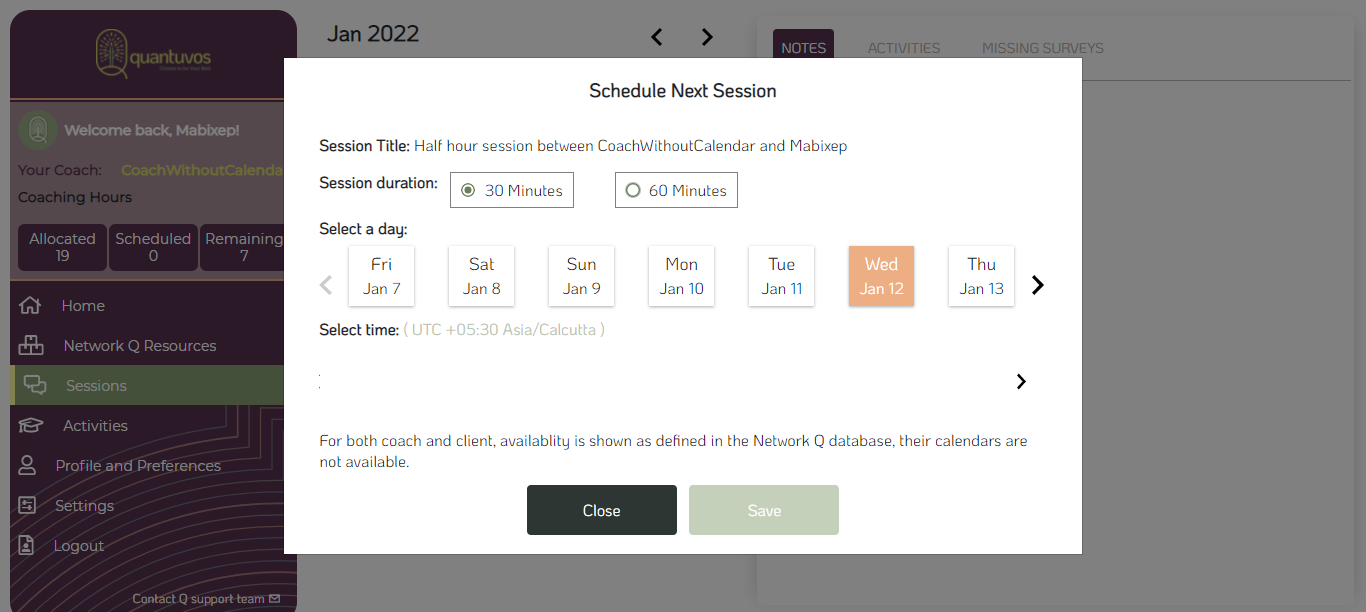 quantuvos
Welcome back, Mabixep!
Your Coach: CoachWithoutCalenda
Coaching Hours
Allocated
19
Scheduled
0
Remaining
7
Home
Network Q Resources
Sessions
Activities
Profile and Preferences
Settings
Logout
Contact Q support team
Jan 2022
NOTES ACTIVITIES MISSING SURVEYS
Schedule Next Session
Session Title: Half hour session between CoachWithoutCalendar and Mabixep
Session duration: 30 Minutes 60 Minutes
Select a day:
Fri Sat Sun Mon Tue Wed Thu
Jan 7 Jan 8 Jan 9 Jan 10 Jan 11 Jan 12 Jan 13
Select time: ( UTC +05:30 Asia/Calcutta )
For both coach and client, availablity is shown as defined in the Network Q database, their calendars are
not available.
Close Save